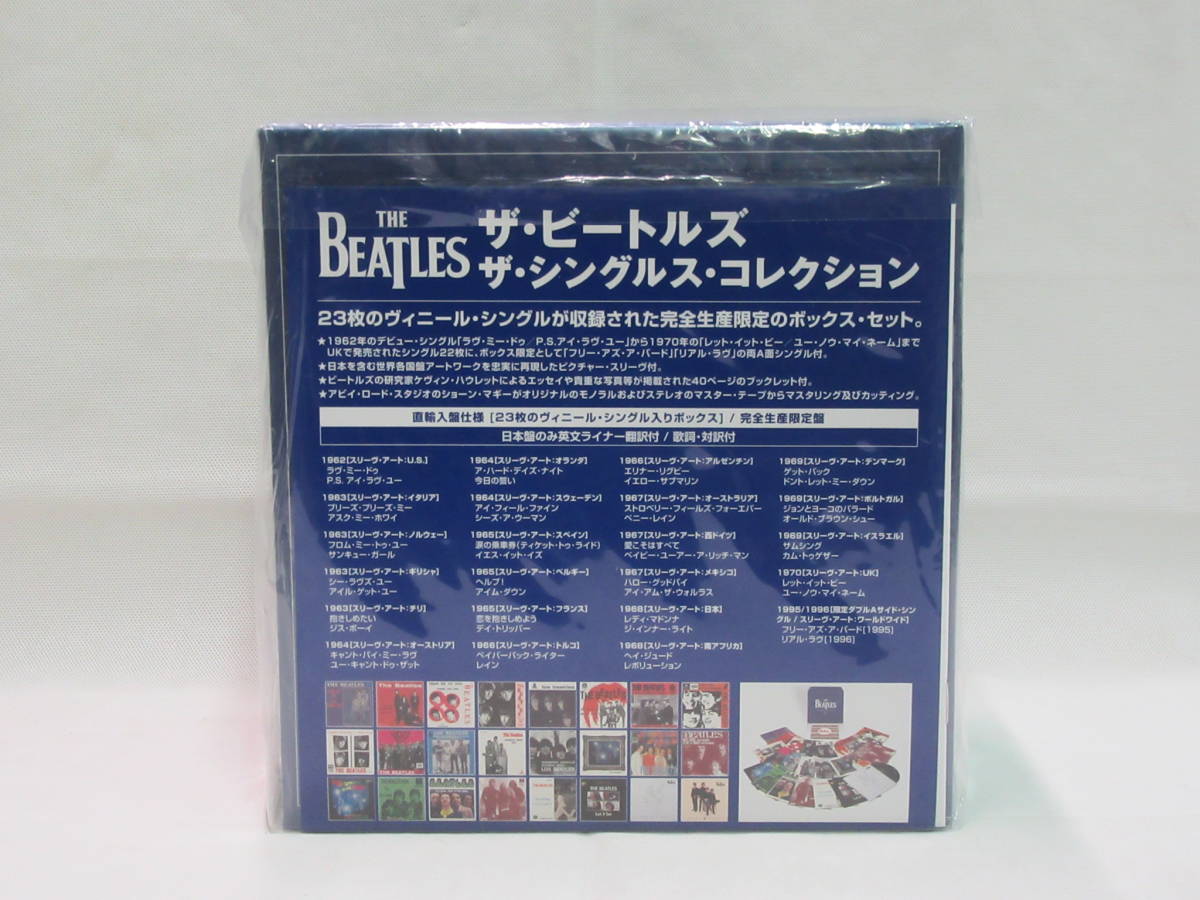 THE
BEATLES
ザ・ビートルズ
ザ・シングルス・コレクション
23枚のヴィニール・シングルが収録された完全生産限定のボックス・セット。
★1962年のデビュー・シングル「ラヴ・ミー・ドゥ/P.S.アイ・ラヴ・ユー」から1970年の「レット・イット・ビー/ユー・ノウ・マイ・ネーム」まで
UKで発売されたシングル22枚に、ボックス限定として「フリー・アズ・ア・バード」「リアル・ラヴ」の両A面シングル付。
★日本を含む世界各国盤アートワークを忠実に再現したピクチャー・スリーヴ付。
★ビートルズの研究家ケヴィン・ハウレットによるエッセイや貴重な写真等が掲載された40ページのブックレット付。
★アビイ・ロード・スタジオのショーン・マギーがオリジナルのモノラルおよびステレオのマスター・テープからマスタリング及びカッティング。
直輸入盤仕様 [23枚のヴィニール・シングル入りボックス] / 完全生産限定盤
日本盤のみ英文ライナー翻訳付 / 歌詞・対訳付
1962[スリーヴ・アート:U.S.]
ラヴ・ミー・ドゥ
P.S. アイ・ラヴ・ユー
1963[スリーヴ・アート:イタリア]
プリーズ・プリーズ・ミー
アスク・ミー・ホワイ
1963[スリーヴ・アート:ノルウェー]
フロム・ミー・トゥ・ユー
サンキュー・ガール
1963[スリーヴ・アート:ギリシャ]
シー・ラヴズ・ユー
アイル・ゲット・ユー
1963[スリーヴ・アート:チリ]
抱きしめたい
ジス・ボーイ
1964[スリーヴ・アート:オーストリア]
キャント・バイ・ミー・ラヴ
ユー・キャント・ドゥ・ザット
1964[スリーヴ・アート:オランダ]
ア・ハード・デイズ・ナイト
今日の誓い
1964[スリーヴ・アート:スウェーデン]
アイ・フィール・ファイン
シーズ・ア・ウーマン
1965[スリーヴ・アート:スペイン]
涙の乗車券(ティケット・トゥ・ライド)
イエス・イット・イズ
1965[スリーヴ・アート:ベルギー]
ヘルプ!
アイム・ダウン
1965[スリーヴ・アート:フランス]
恋を抱きしめよう
デイ・トリッパー
1966[スリーヴ・アート:トルコ]
ペイパーバック・ライター
レイン
1966[スリーヴ・アート:アルゼンチン]
エリナー・リグビー
イエロー・サブマリン
1967[スリーヴ・アート:オーストラリア]
ストロベリー・フィールズ・フォーエバー
ペニー・レイン
1967[スリーヴ・アート:西ドイツ]
愛こそはすべて
ベイビー・ユーアー・ア・リッチ・マン
1967[スリーヴ・アート:メキシコ]
ハロー・グッドバイ
アイ・アム・ザ・ウォルラス
1968[スリーヴ・アート:日本]
レディ・マドンナ
ジ・インナー・ライト
1968[スリーヴ・アート:南アフリカ]
ヘイ・ジュード
レボリューション
1969[スリーヴ・アート:デンマーク]
ゲット・バック
ドント・レット・ミー・ダウン
1969[スリーヴ・アート:ポルトガル]
ジョンとヨーコのバラード
オールド・ブラウン・シュー
1969[スリーヴ・アート:イスラエル]
サムシング
カム・トゥゲザー
1970[スリーヴ・アート:UK]
レット・イット・ビー
ユー・ノウ・マイ・ネーム
1995/1996[限定ダブルAサイド・シン
グル / スリーヴ・アート:ワールドワイド]
フリー・アズ・ア・バード[1995]
リアル・ラヴ[1996]
THE BEATLES
The Beatles
BEATLES
THE BEATLES
THE BEATLES
BEATLES
Let It Be
BEATLES